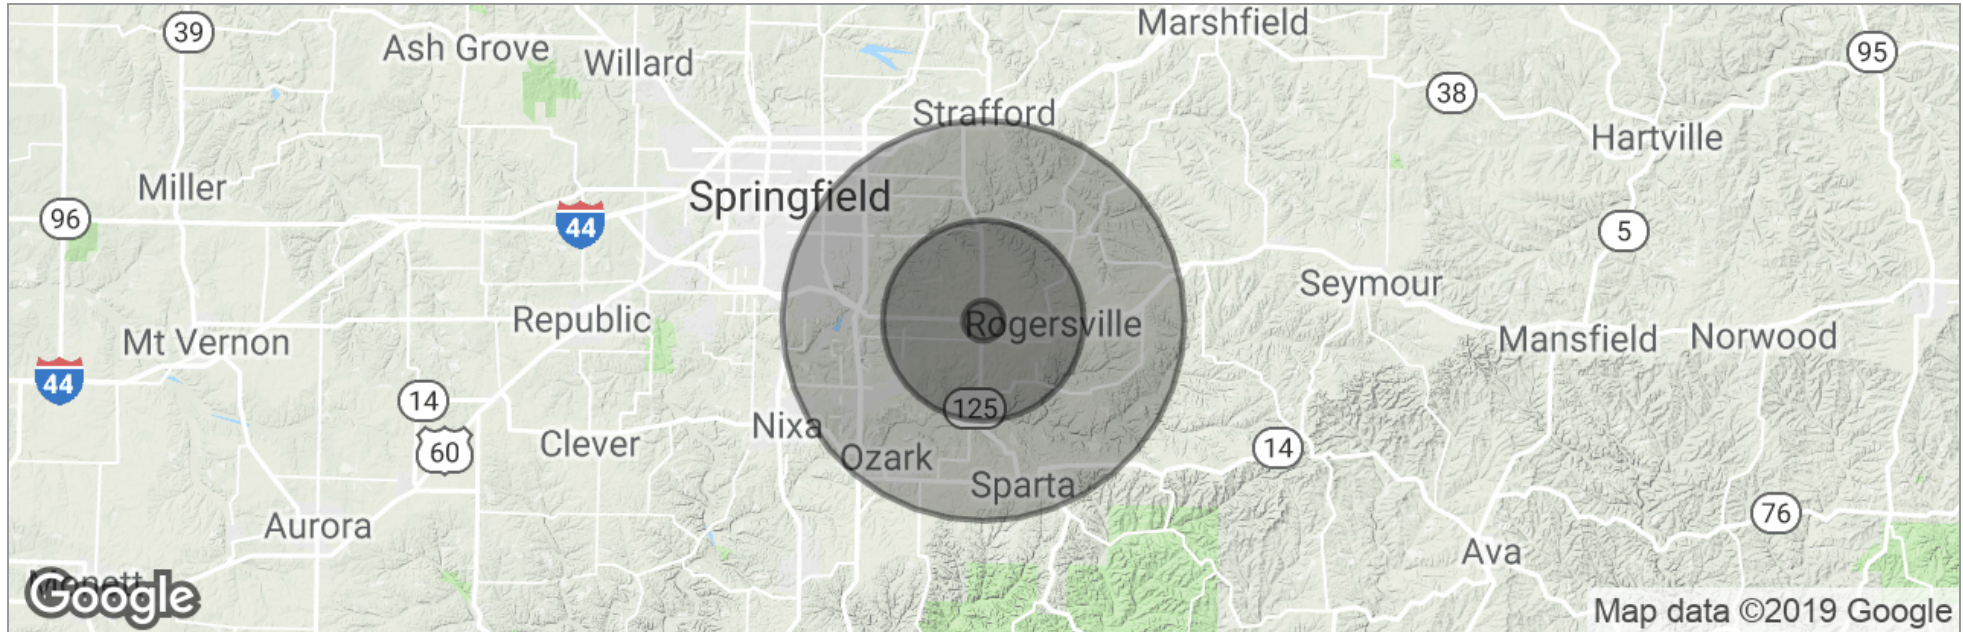 39
Ash Grove
Willard
Marshfield
95
38
Strafford
Hartville
Miller
Springfield
96
44
5
Seymour
Republic
Rogersville
Mt Vernon
Mansfield
Norwood
44
14
125
Nixa
60
Clever
Ozark
14
Sparta
Aurora
76
Ava
Monett
Google
Map data ©2019 Google